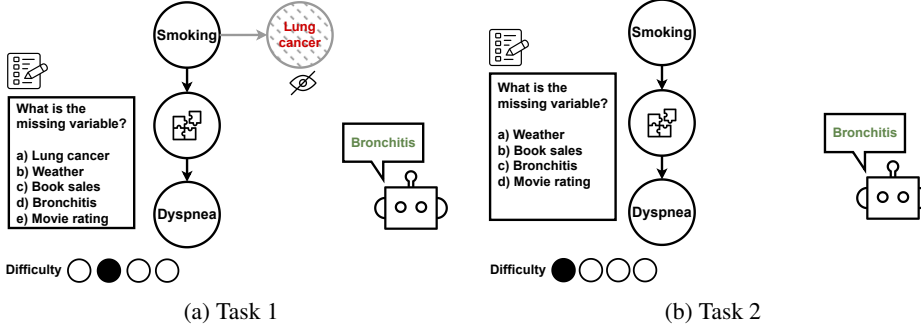 Smoking
Lung
cancer
What is the
missing variable?
a) Lung cancer
b) Weather
c) Book sales
d) Bronchitis
e) Movie rating
Bronchitis
Dyspnea
Difficulty
(a) Task 1
Smoking
What is the
missing variable?
a) Weather
b) Book sales
c) Bronchitis
d) Movie rating
Bronchitis
Dyspnea
Difficulty
(b) Task 2